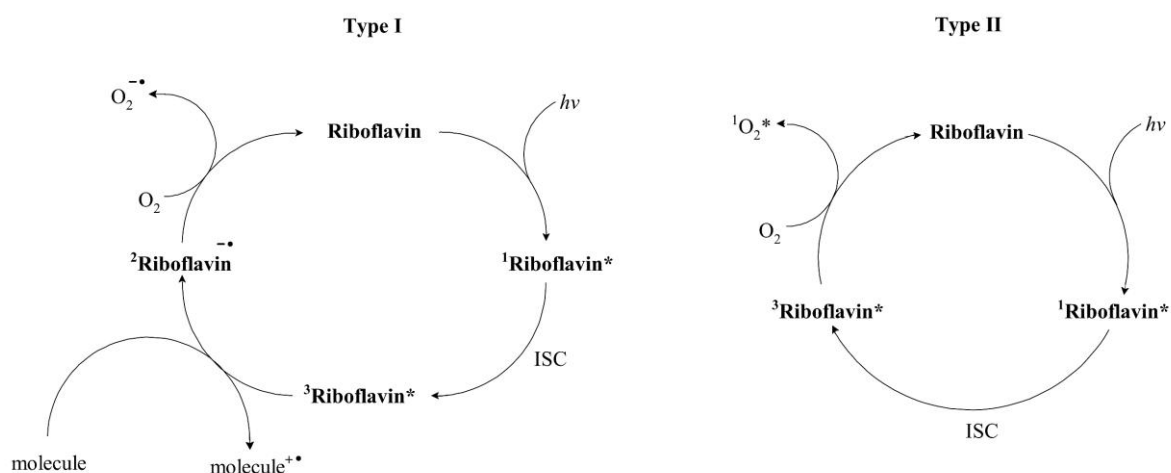 Type I
O₂⁻•
hν
Riboflavin
O₂
²Riboflavin⁻•
¹Riboflavin*
ISC
³Riboflavin*
molecule
molecule⁺•
Type II
¹O₂*
Riboflavin
hν
O₂
³Riboflavin*
¹Riboflavin*
ISC